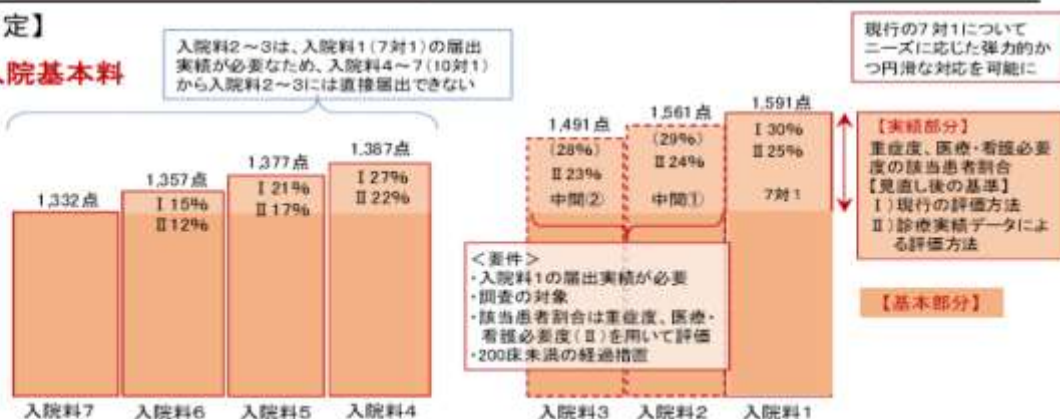 定】
入院基本料
入院料2～3は、入院料1(7対1)の届出
実績が必要なため、入院料4～7(10対1)
から入院料2～3には直接届出できない
現行の7対1について
ニーズに応じた弾力的か
つ円滑な対応を可能に
1,332点
1,357点
Ⅰ15%
Ⅱ12%
1,377点
Ⅰ21%
Ⅱ17%
1,387点
Ⅰ27%
Ⅱ22%
1,491点
(28%)
Ⅱ23%
中間②
1,561点
(29%)
Ⅱ24%
中間①
1,591点
Ⅰ30%
Ⅱ25%
7対1
【実績部分】
重症度、医療・看護必要
度の該当患者割合
【見直し後の基準】
Ⅰ)現行の評価方法
Ⅱ)診療実績データによ
る評価方法
＜要件＞
・入院料1の届出実績が必要
・調査の対象
・該当患者割合は重症度、医療・
看護必要度(Ⅱ)を用いて評価
・200床未満の経過措置
【基本部分】
入院料7
入院料6
入院料5
入院料4
入院料3
入院料2
入院料1